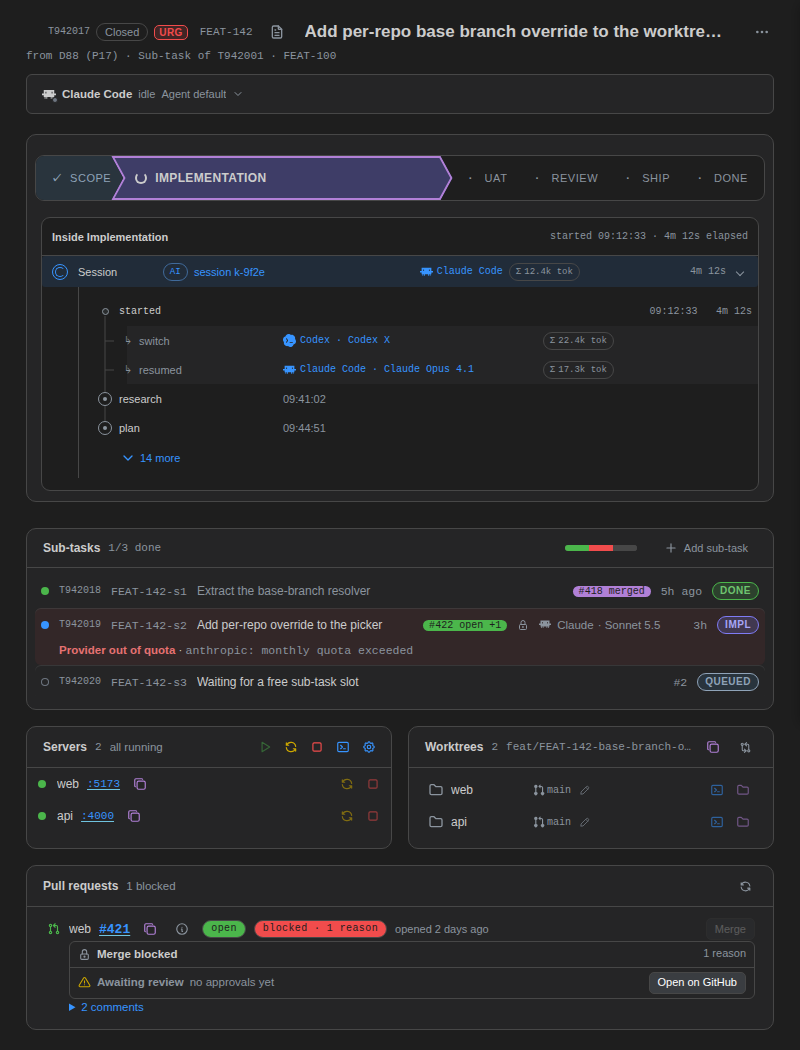 T942017 Closed URG FEAT-142 Add per-repo base branch override to the worktre…
from D88 (P17) · Sub-task of T942001 · FEAT-100
Claude Code idle Agent default
SCOPE IMPLEMENTATION · UAT · REVIEW · SHIP · DONE
Inside Implementation started 09:12:33 · 4m 12s elapsed
Session AI session k-9f2e Claude Code Σ 12.4k tok 4m 12s
started 09:12:33 4m 12s
↳ switch Codex · Codex X Σ 22.4k tok
↳ resumed Claude Code · Claude Opus 4.1 Σ 17.3k tok
research 09:41:02
plan 09:44:51
14 more
Sub-tasks 1/3 done Add sub-task
T942018 FEAT-142-s1 Extract the base-branch resolver #418 merged 5h ago DONE
T942019 FEAT-142-s2 Add per-repo override to the picker #422 open +1 Claude · Sonnet 5.5 3h IMPL
Provider out of quota · anthropic: monthly quota exceeded
T942020 FEAT-142-s3 Waiting for a free sub-task slot #2 QUEUED
Servers 2 all running
web :5173
api :4000
Worktrees 2 feat/FEAT-142-base-branch-o…
web main
api main
Pull requests 1 blocked
web #421 open blocked · 1 reason opened 2 days ago Merge
Merge blocked 1 reason
Awaiting review no approvals yet Open on GitHub
2 comments